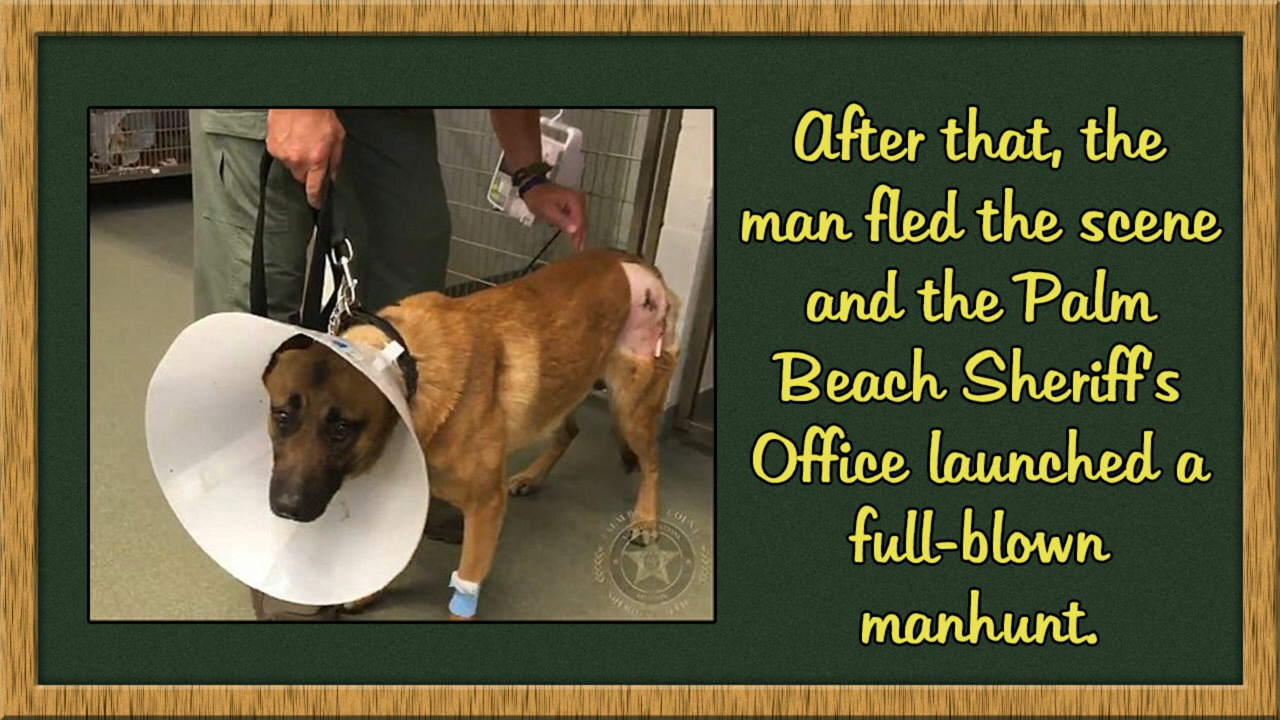 After that, the
man fled the scene
and the Palm
Beach Sheriff's
Office launched a
full-blown
manhunt.